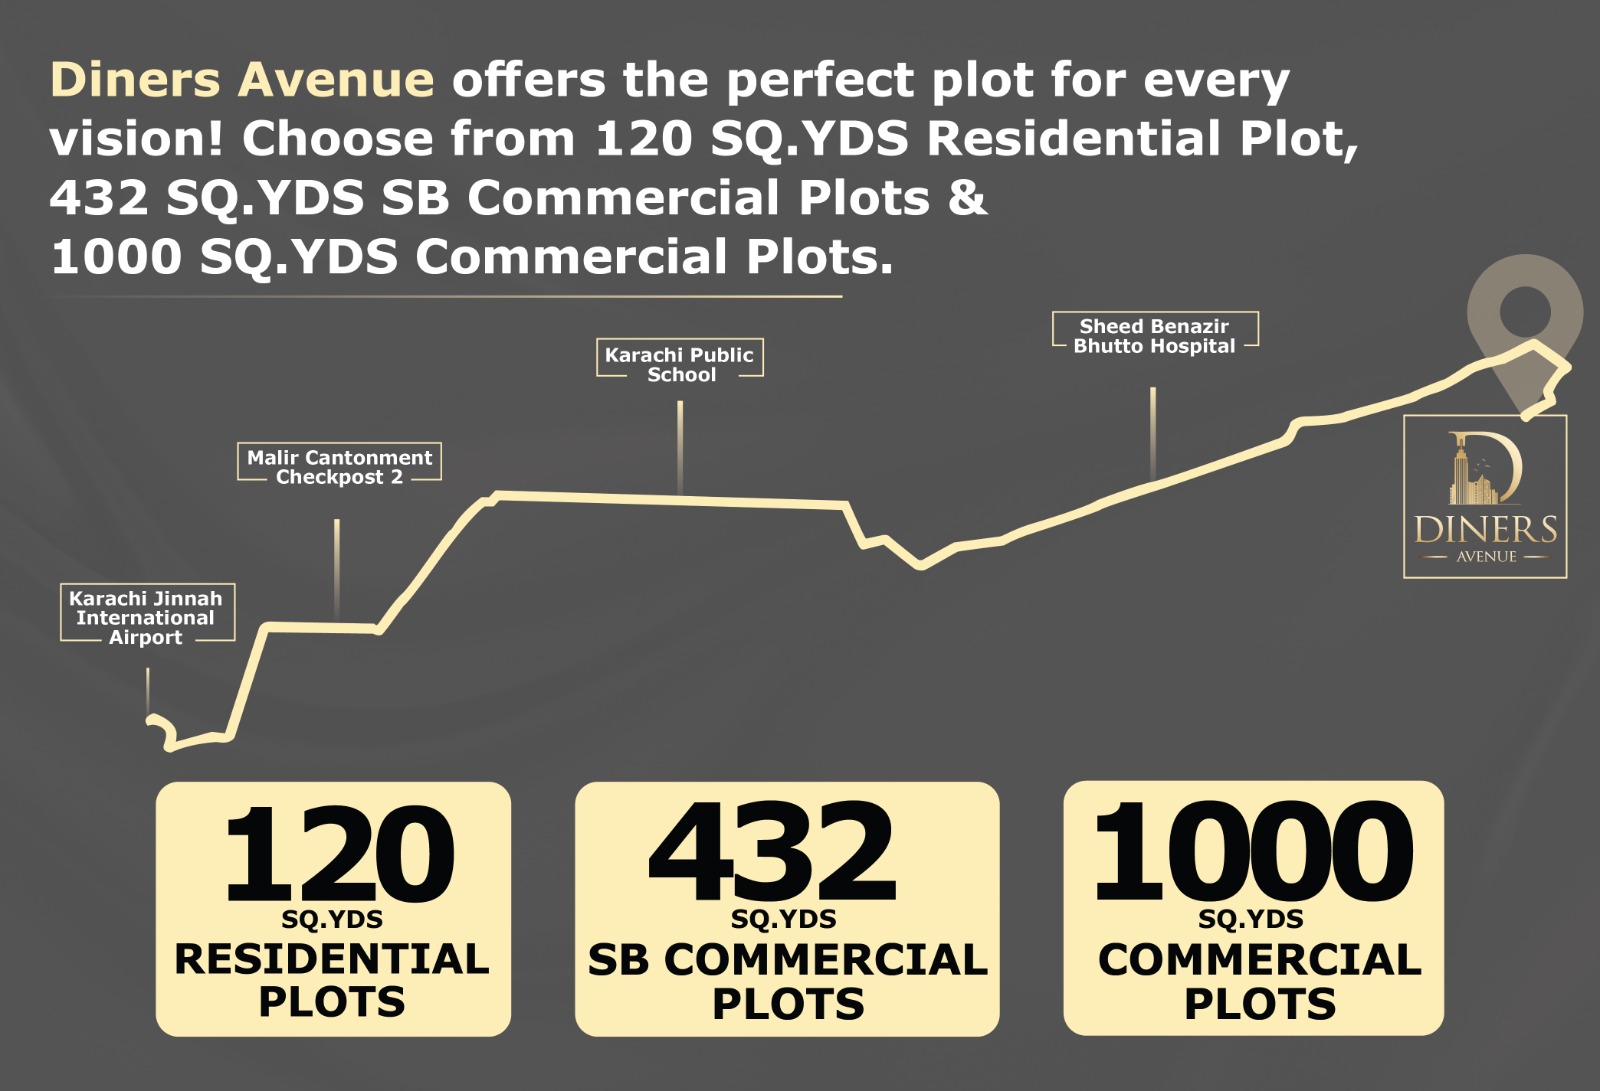 Diners Avenue offers the perfect plot for every
vision! Choose from 120 SQ.YDS Residential Plot,
432 SQ.YDS SB Commercial Plots &
1000 SQ.YDS Commercial Plots.
Sheed Benazir
Bhutto Hospital
Karachi Public
School
Malir Cantonment
Checkpost 2
Karachi Jinnah
International
Airport
D
DINERS
AVENUE
120
SQ.YDS
RESIDENTIAL
PLOTS
432
SQ.YDS
SB COMMERCIAL
PLOTS
1000
SQ.YDS
COMMERCIAL
PLOTS